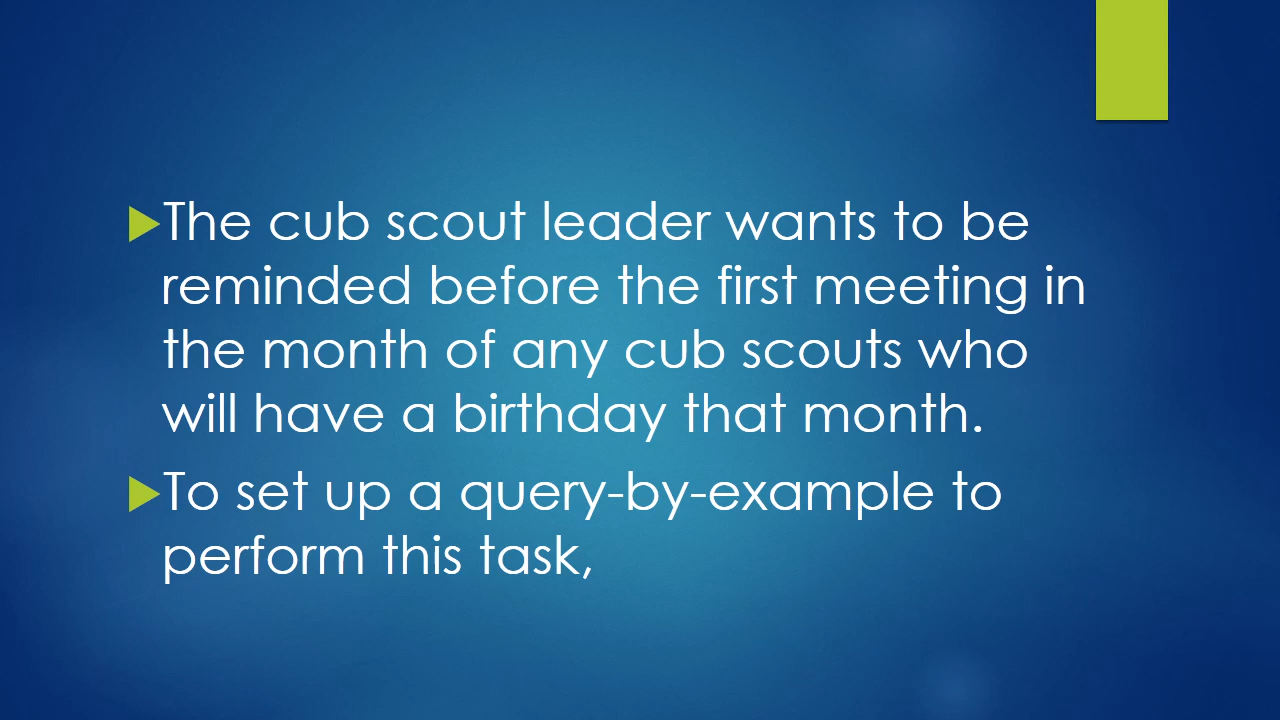 The cub scout leader wants to be
reminded before the first meeting in
the month of any cub scouts who
will have a birthday that month.
To set up a query-by-example to
perform this task,